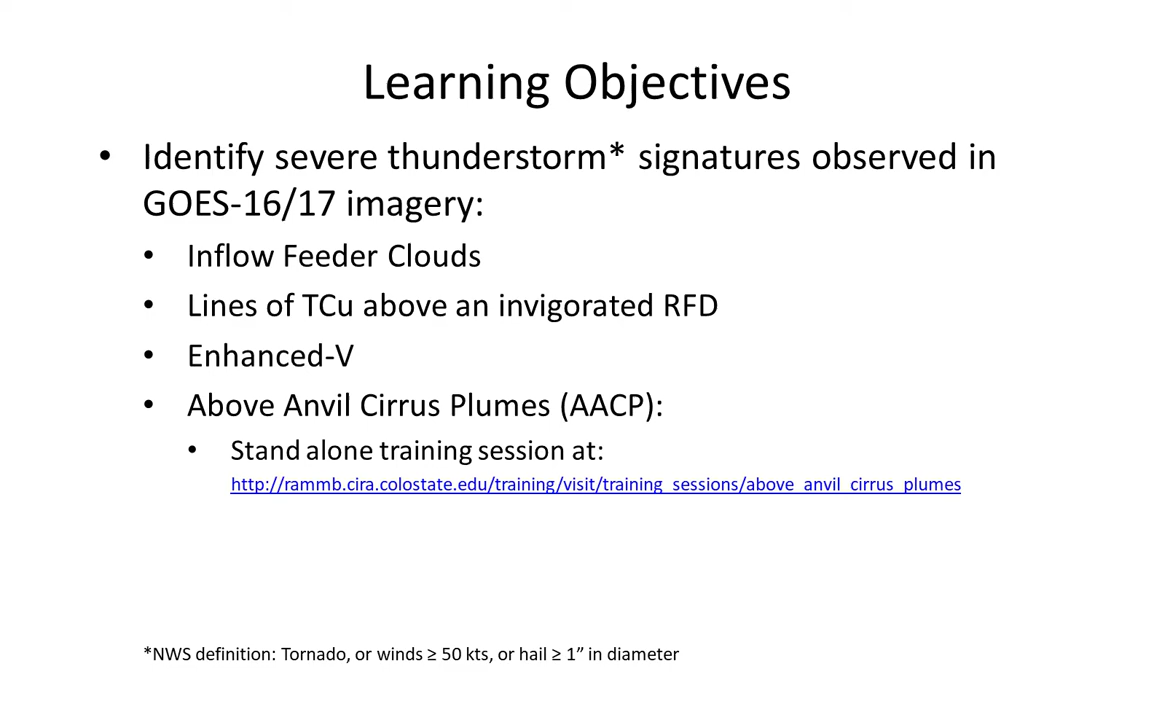 Learning Objectives
• Identify severe thunderstorm* signatures observed in
GOES-16/17 imagery:
• Inflow Feeder Clouds
• Lines of TCu above an invigorated RFD
• Enhanced-V
• Above Anvil Cirrus Plumes (AACP):
• Stand alone training session at:
http://rammb.cira.colostate.edu/training/visit/training_sessions/above_anvil_cirrus_plumes
*NWS definition: Tornado, or winds ≥ 50 kts, or hail ≥ 1” in diameter